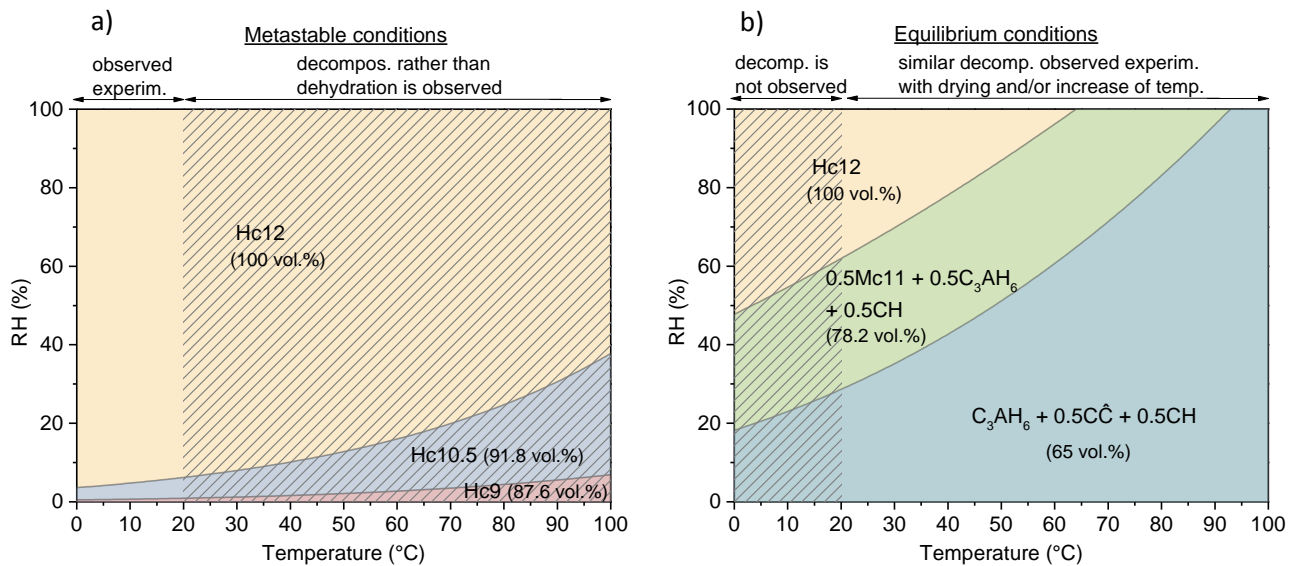 a)
Metastable conditions
observed
experim.
decompos. rather than
dehydration is observed
100
80
60
40
20
0
RH (%)
Hc12
(100 vol.%)
Hc10.5 (91.8 vol.%)
Hc9 (87.6 vol.%)
0 10 20 30 40 50 60 70 80 90 100
Temperature (°C)
b)
Equilibrium conditions
decomp. is
not observed
similar decomp. observed experim.
with drying and/or increase of temp.
100
80
60
40
20
0
RH (%)
Hc12
(100 vol.%)
0.5Mc11 + 0.5C₃AH₆
+ 0.5CH
(78.2 vol.%)
C₃AH₆ + 0.5CĈ + 0.5CH
(65 vol.%)
0 10 20 30 40 50 60 70 80 90 100
Temperature (°C)